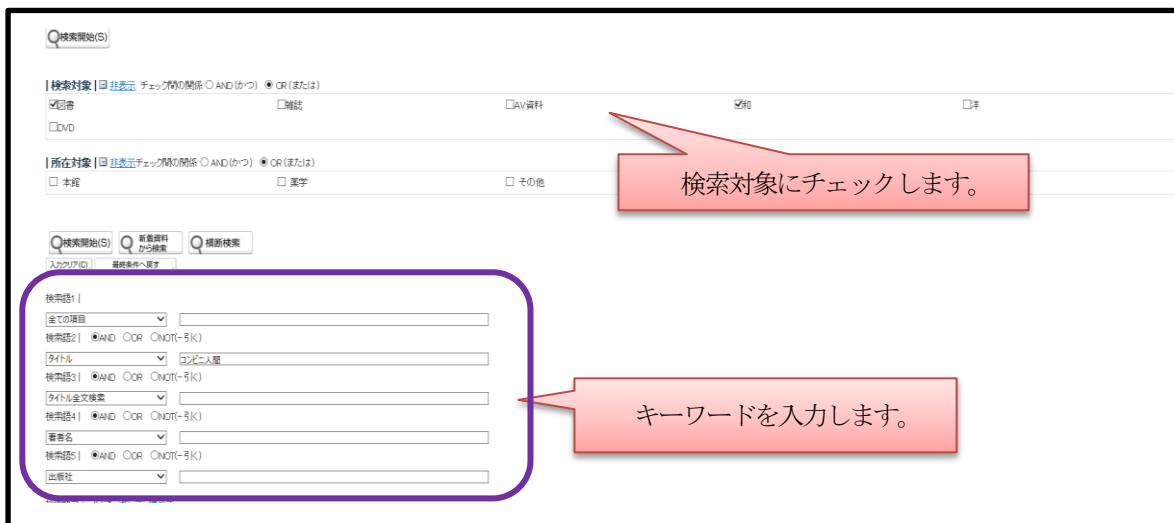 検索開始(S)
|検索対象| 非表示 チェック間の関係 AND(かつ) OR(または)
図書 雑誌 AV資料 和 洋
DVD
|所在対象| 非表示チェック間の関係 AND(かつ) OR(または)
本館 薬学 その他
検索対象にチェックします。
検索開始(S) 新着資料から検索 横断検索
入力クリア(C) 最終条件へ戻す
検索語1|
全ての項目
検索語2| AND OR NOT(-引く)
タイトル コンビニ人間
検索語3| AND OR NOT(-引く)
タイトル全文検索
キーワードを入力します。
検索語4| AND OR NOT(-引く)
著者名
検索語5| AND OR NOT(-引く)
出版社